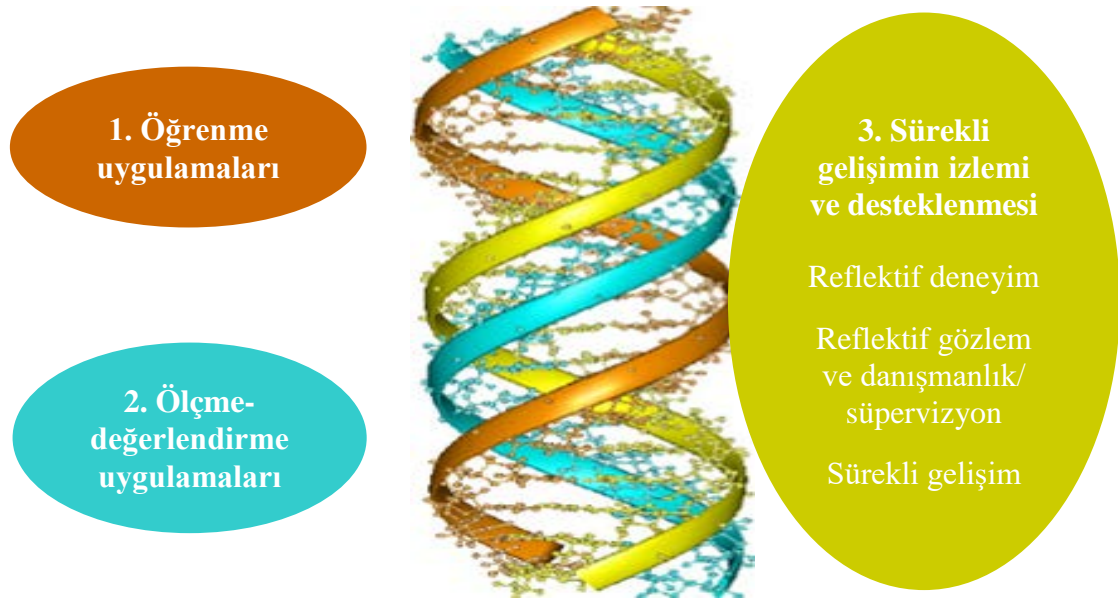 1. Öğrenme
uygulamaları
2. Ölçme-
değerlendirme
uygulamaları
3. Sürekli
gelişimin izlemi
ve desteklenmesi
Reflektif deneyim
Reflektif gözlem
ve danışmanlık/
süpervizyon
Sürekli gelişim